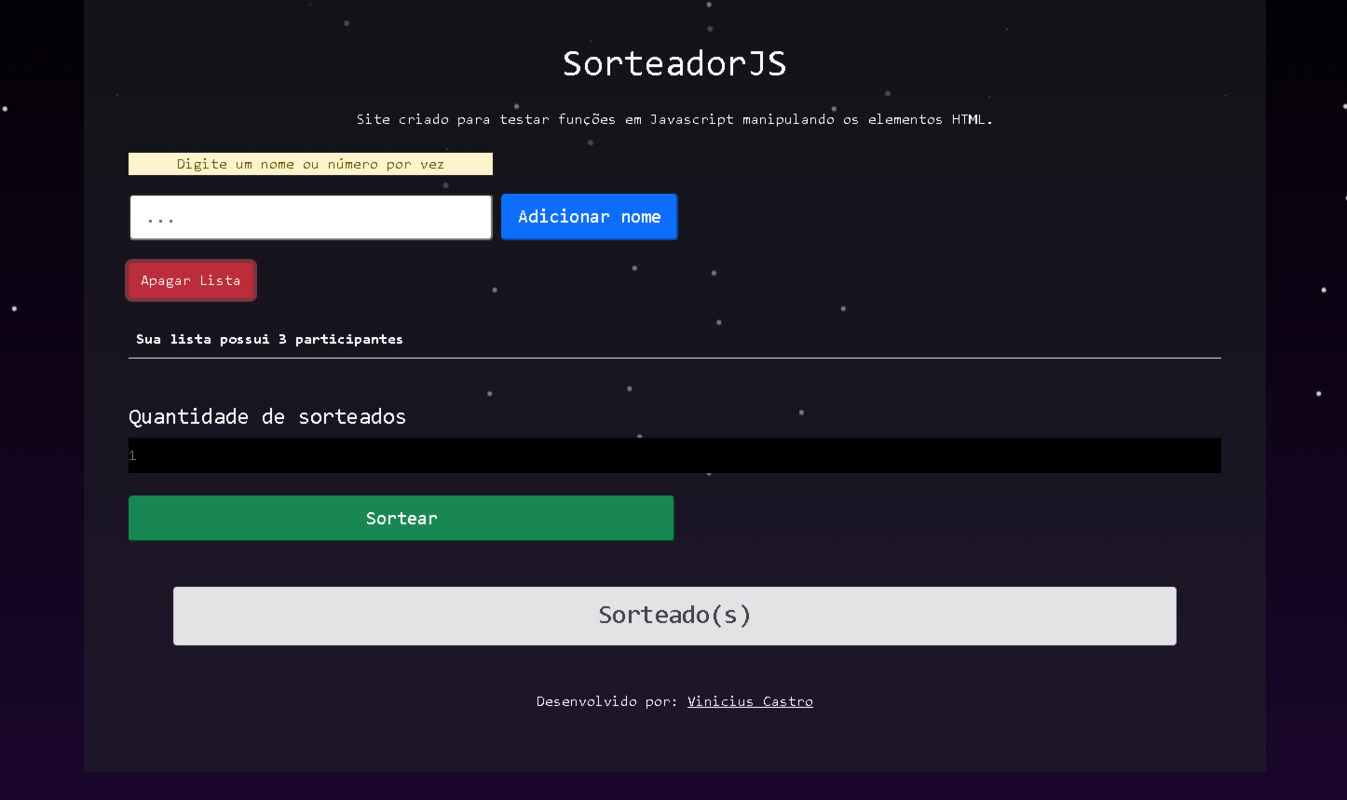 SorteadorJS
Site criado para testar funções em Javascript manipulando os elementos HTML.
Digite um nome ou número por vez
...
Adicionar nome
Apagar Lista
Sua lista possui 3 participantes
Quantidade de sorteados
1
Sortear
Sorteado(s)
Desenvolvido por: Vinicius Castro